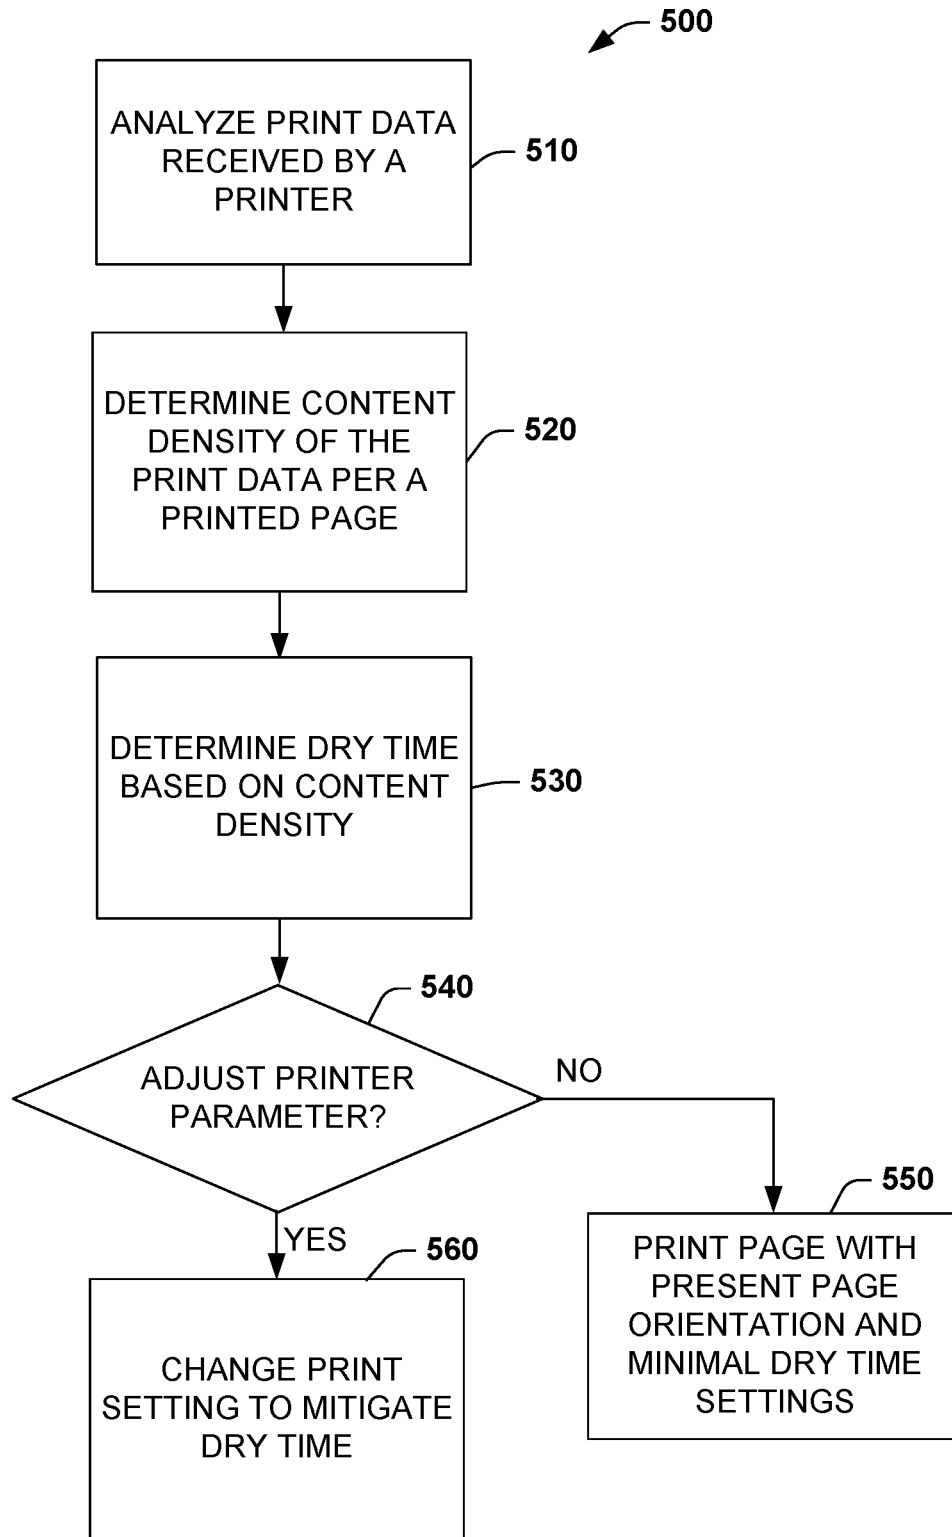 500
ANALYZE PRINT DATA
RECEIVED BY A
PRINTER
510
DETERMINE CONTENT
DENSITY OF THE
PRINT DATA PER A
PRINTED PAGE
520
DETERMINE DRY TIME
BASED ON CONTENT
DENSITY
530
540
ADJUST PRINTER
PARAMETER?
NO
YES
550
PRINT PAGE WITH
PRESENT PAGE
ORIENTATION AND
MINIMAL DRY TIME
SETTINGS
560
CHANGE PRINT
SETTING TO MITIGATE
DRY TIME